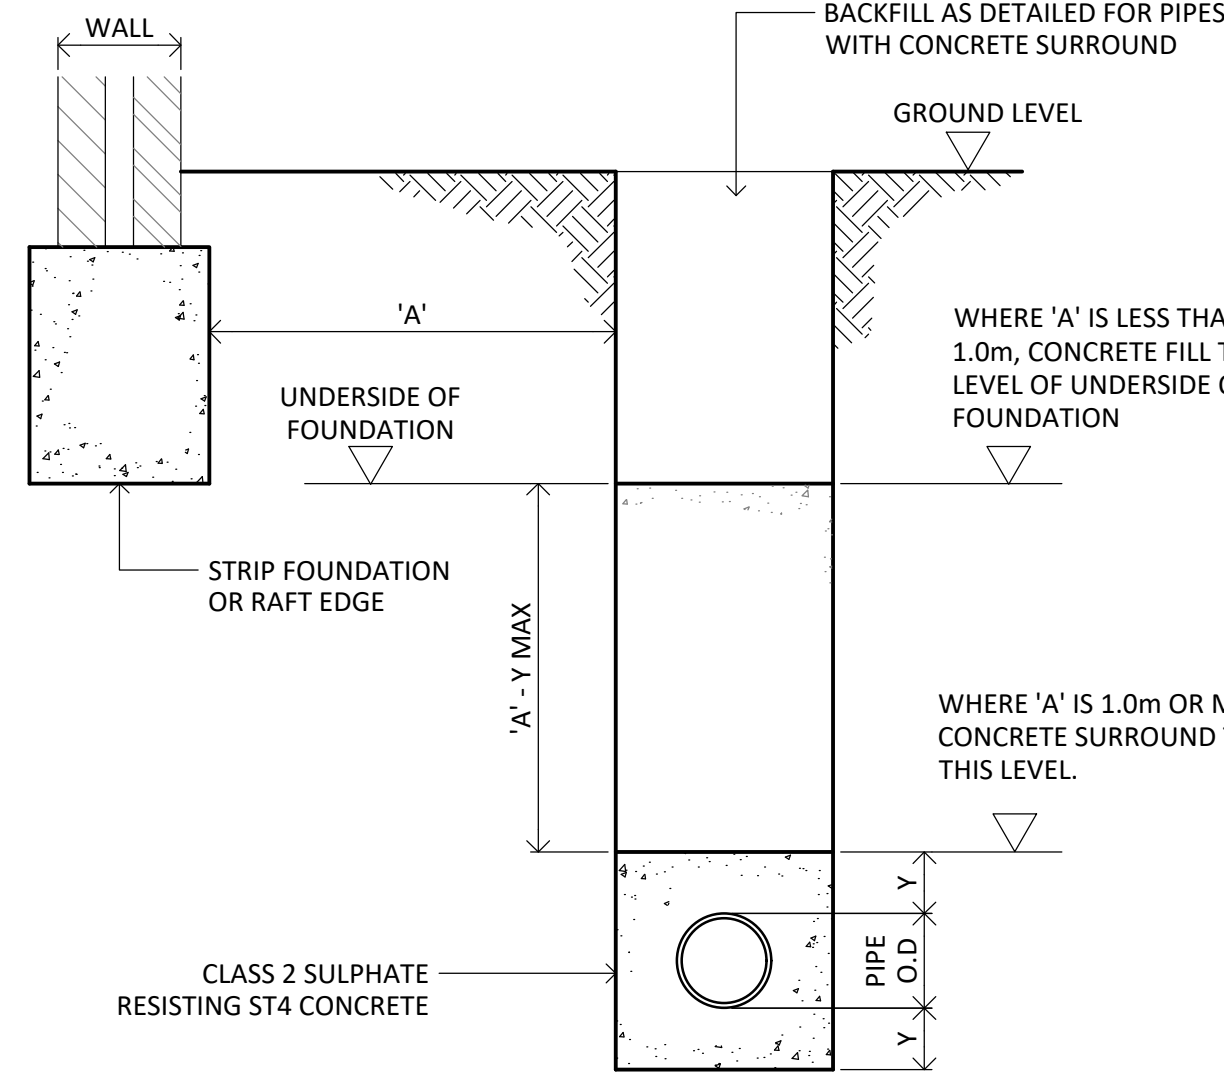 WALL
BACKFILL AS DETAILED FOR PIPES
WITH CONCRETE SURROUND
GROUND LEVEL
'A'
WHERE 'A' IS LESS THA
1.0m, CONCRETE FILL T
LEVEL OF UNDERSIDE
FOUNDATION
UNDERSIDE OF
FOUNDATION
STRIP FOUNDATION
OR RAFT EDGE
'A' - Y MAX
WHERE 'A' IS 1.0m OR
CONCRETE SURROUND
THIS LEVEL.
Y
PIPE
O.D
Y
CLASS 2 SULPHATE
RESISTING ST4 CONCRETE